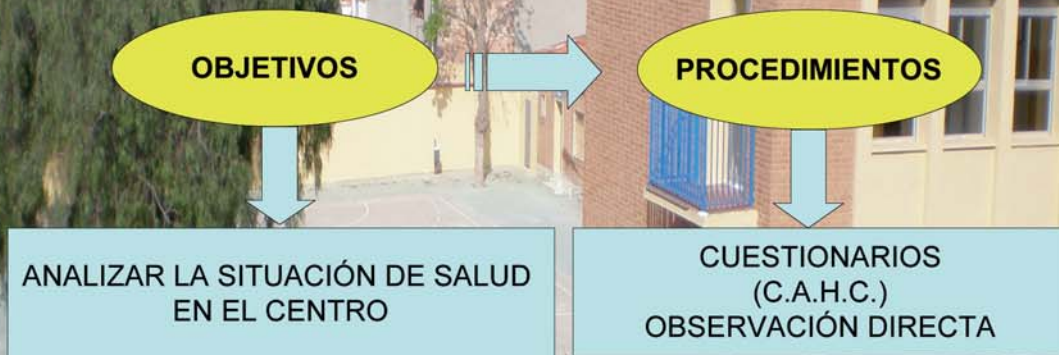 OBJETIVOS
PROCEDIMIENTOS
ANALIZAR LA SITUACIÓN DE SALUD
EN EL CENTRO
CUESTIONARIOS
(C.A.H.C.)
OBSERVACIÓN DIRECTA